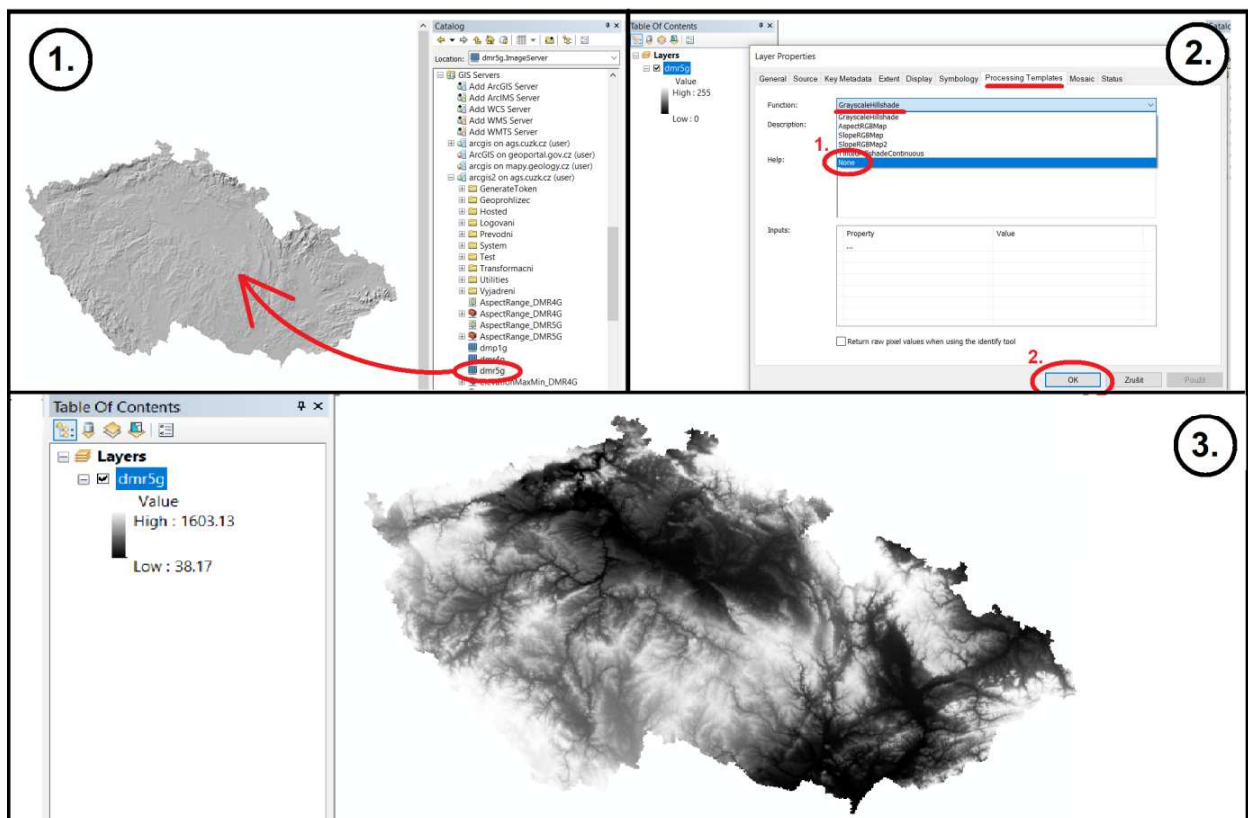 1.
Catalog
Location: dmr5g.ImageServer
GIS Servers
Add ArcGIS Server
Add ArcIMS Server
Add WCS Server
Add WMS Server
Add WMTS Server
arcgis on ags.cuzk.cz (user)
ArcGIS on geoportal.gov.cz (user)
arcgis on mapy.geology.cz (user)
arcgis2 on ags.cuzk.cz (user)
GenerateToken
Geoprohlizec
Hosted
Logovani
Prevodni
System
Test
Transformacni
Utilities
Vyjadreni
AspectRange_DMR4G
AspectRange_DMR4G
AspectRange_DMR5G
AspectRange_DMR5G
dmp1g
dmr5g
ElevationMaxMin_DMR4G
2.
Table Of Contents
Layers
dmr5g
Value
High : 255
Low : 0
Layer Properties
General Source Key Metadata Extent Display Symbology Processing Templates Mosaic Status
Function: GrayscaleHillshade
GrayscaleHillshade
Description:
AspectRGBMap
SlopeRGBMap
SlopeRGBMap2
1.
Help:
None
Inputs:
Property Value
...
Return raw pixel values when using the identify tool
2.
OK Zrušit Použít
3.
Table Of Contents
Layers
dmr5g
Value
High : 1603.13
Low : 38.17